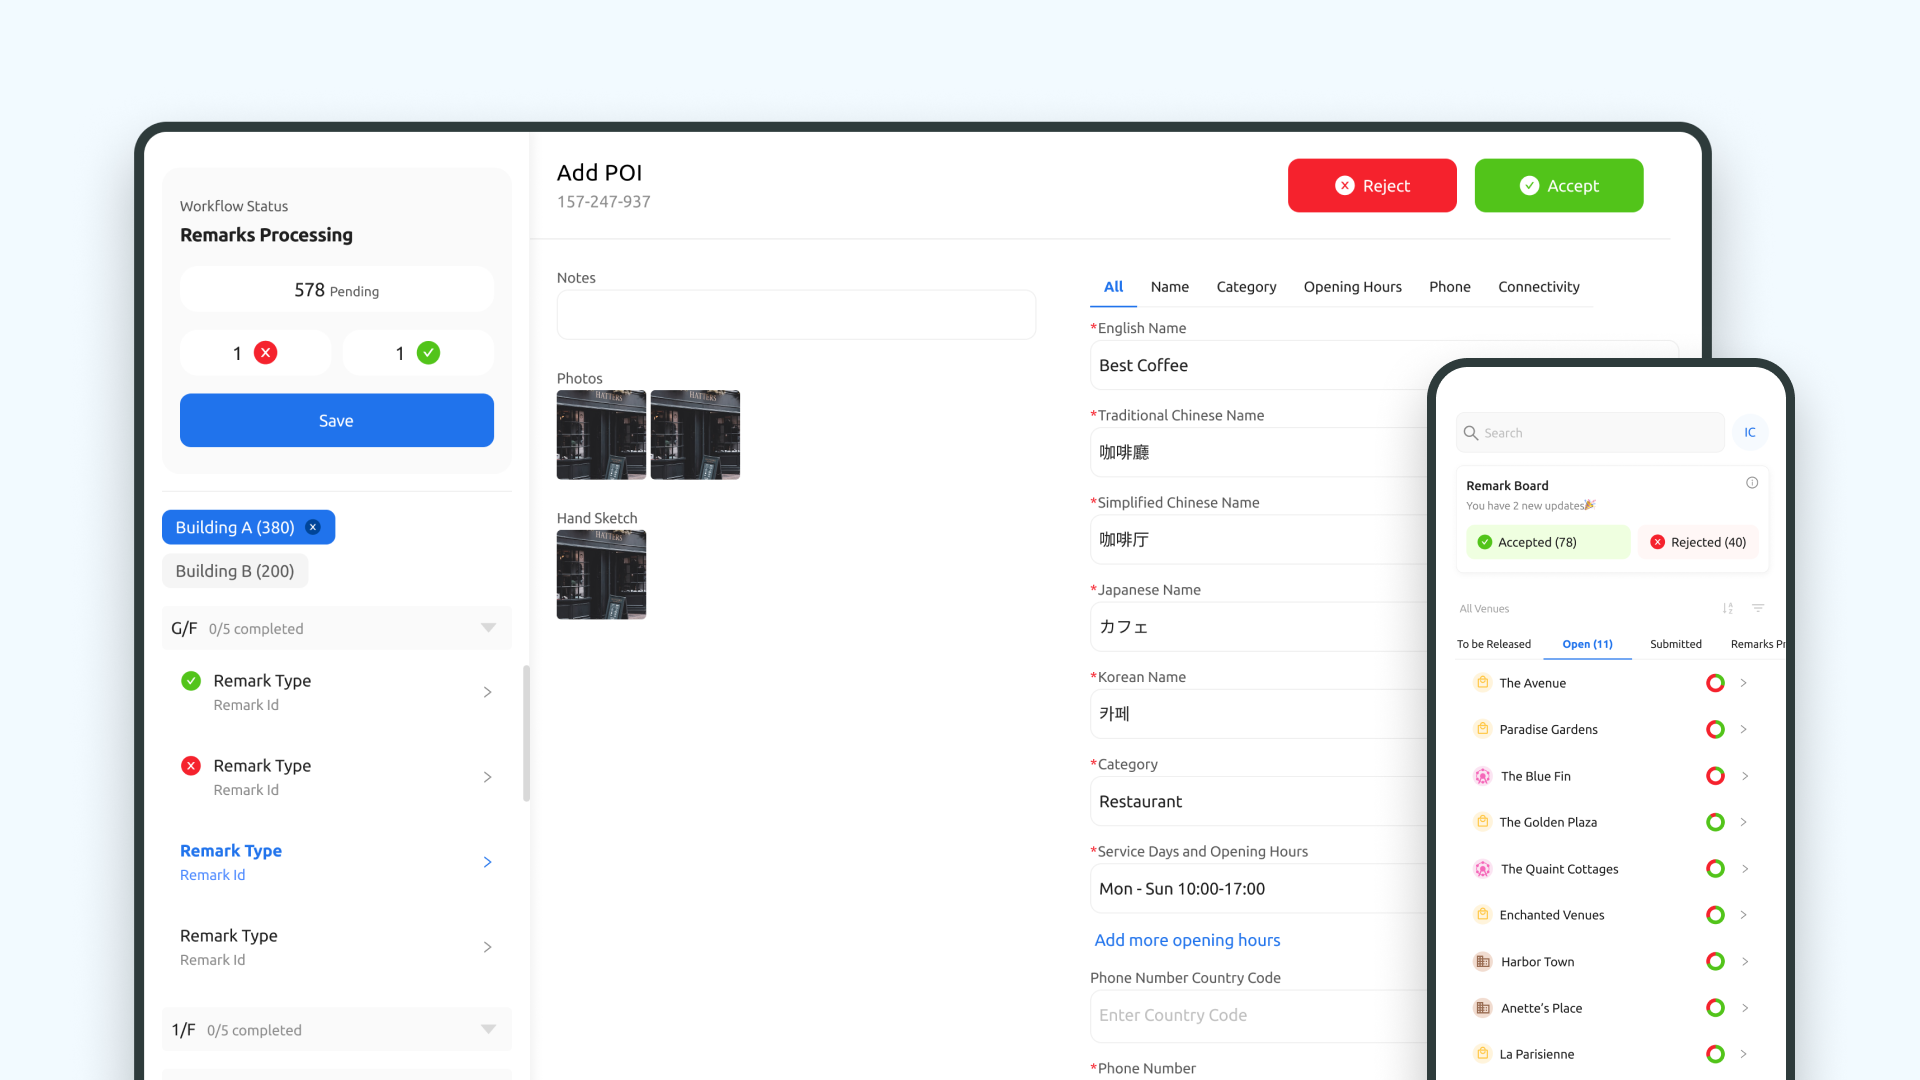 Workflow Status
Remarks Processing
578 Pending
1
1
Save
Building A (380)
Building B (200)
G/F 0/5 completed
Remark Type
Remark Id
Remark Type
Remark Id
Remark Type
Remark Id
Remark Type
Remark Id
1/F 0/5 completed
Add POI
157-247-937
Reject
Accept
Notes
Photos
HATTERS
HATTERS
Hand Sketch
HATTERS
All Name Category Opening Hours Phone Connectivity
*English Name
Best Coffee
*Traditional Chinese Name
咖啡廳
*Simplified Chinese Name
咖啡厅
*Japanese Name
カフェ
*Korean Name
카페
*Category
Restaurant
*Service Days and Opening Hours
Mon - Sun 10:00-17:00
Add more opening hours
Phone Number Country Code
Enter Country Code
*Phone Number
Search
IC
Remark Board
You have 2 new updates🎉
Accepted (78)
Rejected (40)
All Venues
To be Released Open (11) Submitted Remarks Pr
The Avenue
Paradise Gardens
The Blue Fin
The Golden Plaza
The Quaint Cottages
Enchanted Venues
Harbor Town
Anette's Place
La Parisienne